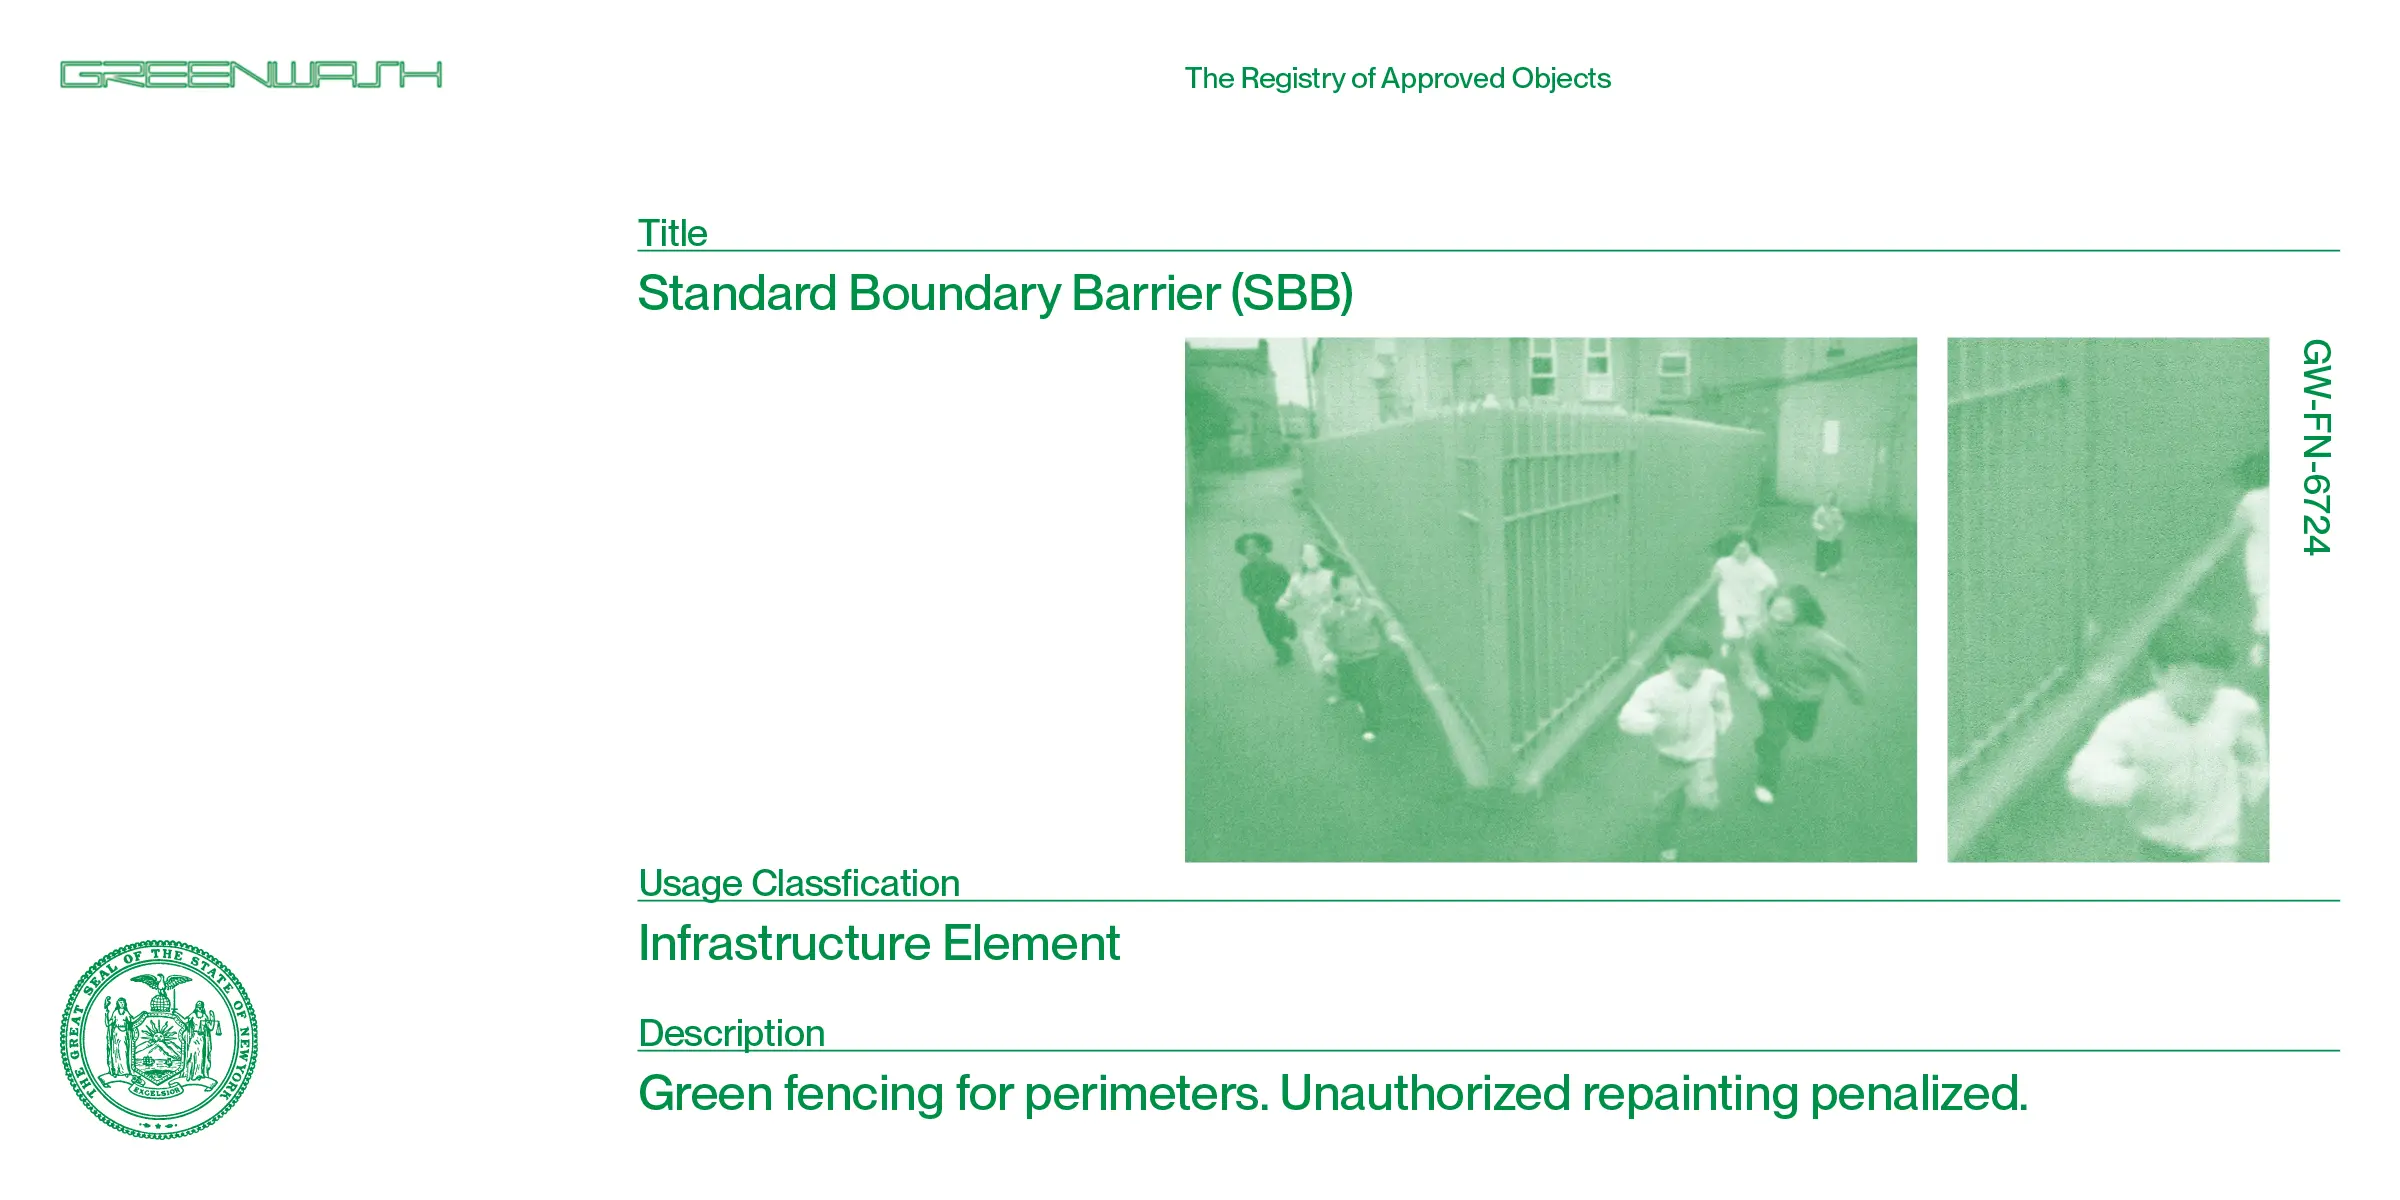 GREENWASH
The Registry of Approved Objects
Title
Standard Boundary Barrier (SBB)
GW-FN-6724
Usage Classfication
Infrastructure Element
Description
Green fencing for perimeters. Unauthorized repainting penalized.
THE GREAT SEAL OF THE STATE OF NEW YORK
EXCELSIOR